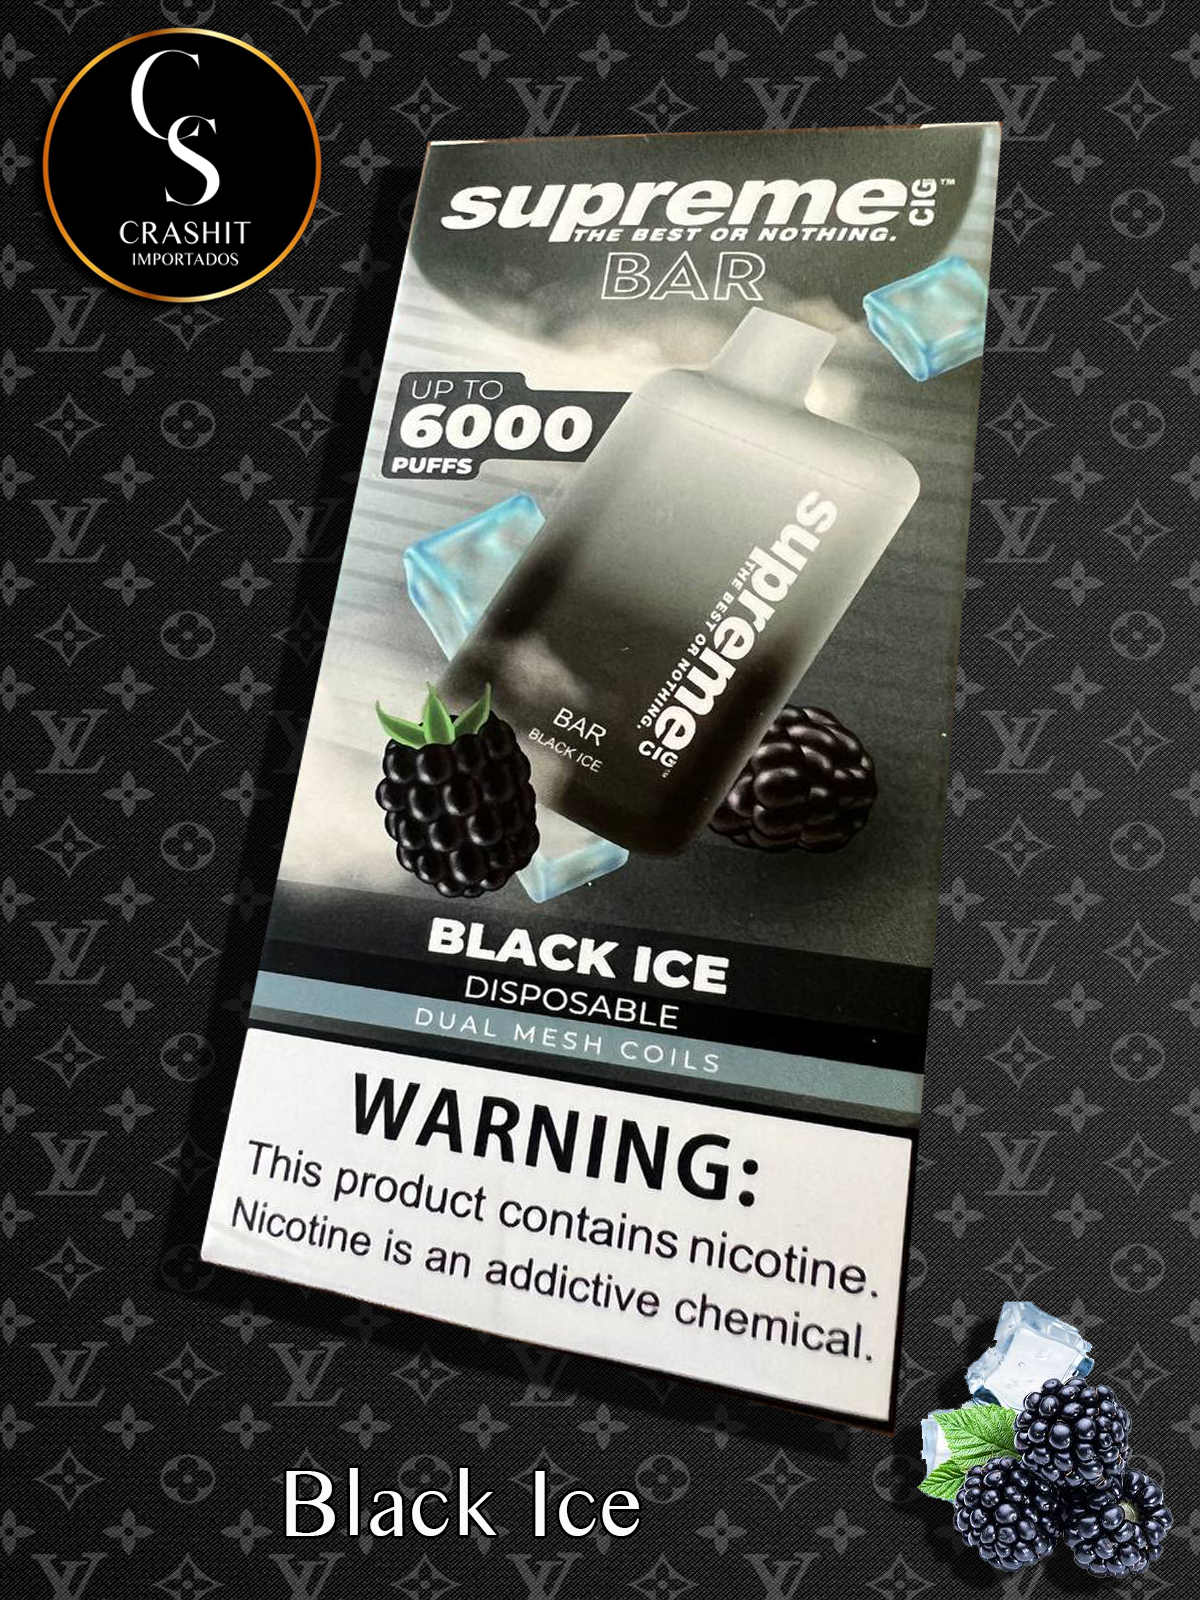 CS
CRASHIT
IMPORTADOS
supreme CIG™
THE BEST OR NOTHING.
BAR
UP TO
6000
PUFFS
supreme CIG™
THE BEST OR NOTHING.
BAR
BLACK ICE
BLACK ICE
DISPOSABLE
DUAL MESH COILS
WARNING:
This product contains nicotine.
Nicotine is an addictive chemical.
Black Ice